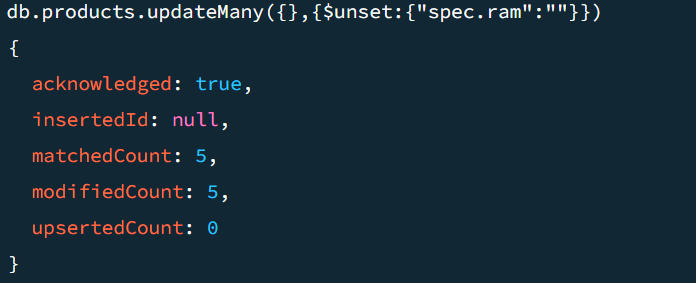 db.products.updateMany({},{$unset:{"spec.ram":""}})
{
acknowledged: true,
insertedId: null,
matchedCount: 5,
modifiedCount: 5,
upsertedCount: 0
}